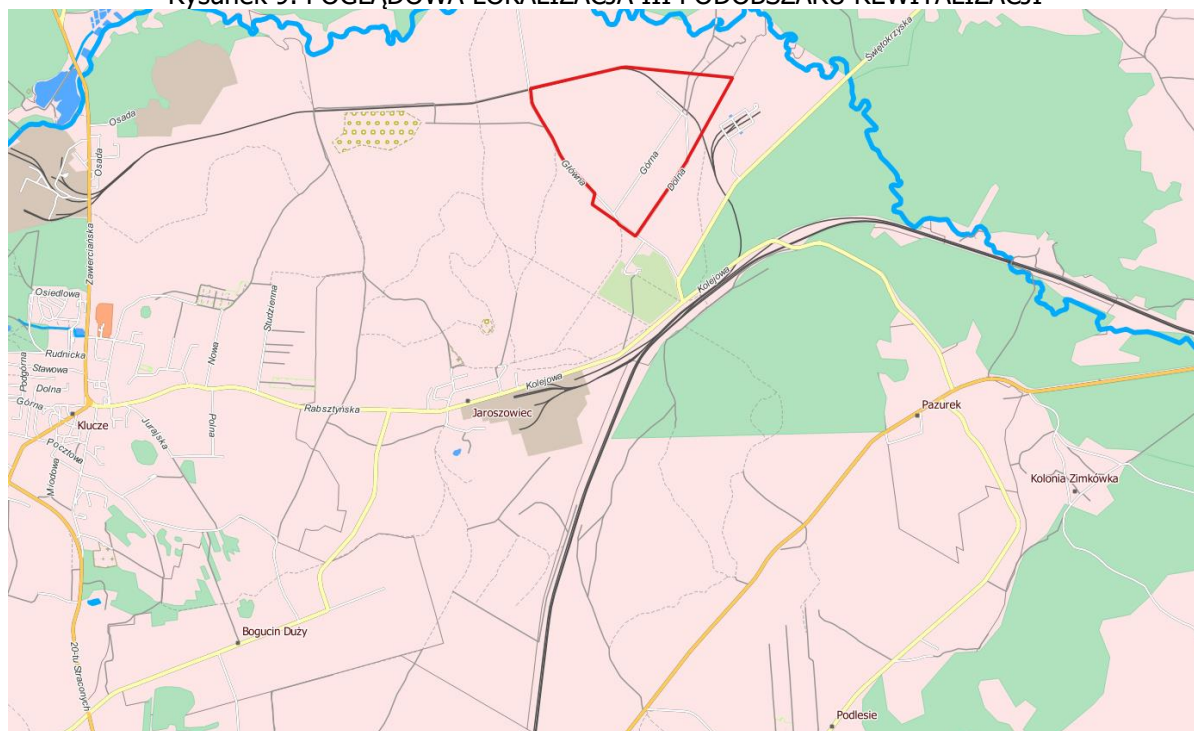 Rysunek 9. POGLĄDOWA LOKALIZACJA III PODOBSZARU REWITALIZACJI
Świętokrzyska
Osada
Osada
Główna
Górna
Dolna
Zawierciańska
Kolejowa
Osiedlowa
Studzienna
Nowa
Rudnicka
Podgórna
Stawowa
Dolna
Górna
Klucze
Kolejowa
Rabsztyńska
Jaroszowiec
Pazurek
Jurajska
Polna
Pocztowa
Miodowa
Kolonia Zimkówka
Bogucin Duży
20-tu Straconych
Podlesie